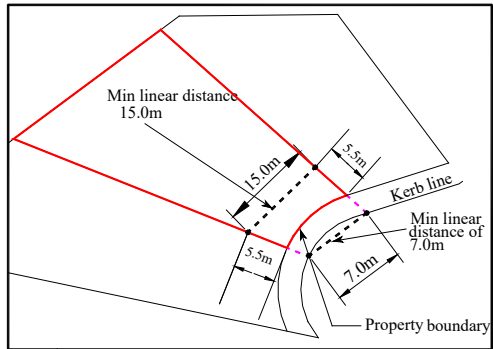 Min linear distance
15.0m
15.0m
5.5m
Kerb line
Min linear
distance of
7.0m
5.5m
7.0m
Property boundary